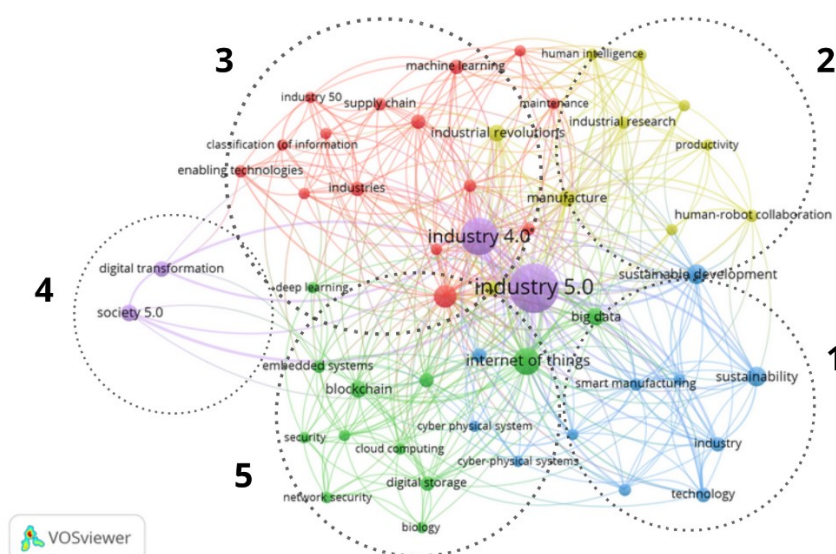 3
2
human intelligence
machine learning
industry 50
supply chain
maintenance
industrial revolutions
industrial research
classification of information
productivity
enabling technologies
industries
manufacture
human-robot collaboration
industry 4.0
digital transformation
sustainable development
4
deep learning
industry 5.0
society 5.0
big data
1
embedded systems
internet of things
blockchain
smart manufacturing
sustainability
cyber physical system
security
cloud computing
industry
cyber-physical systems
5
digital storage
network security
technology
biology
VOSviewer